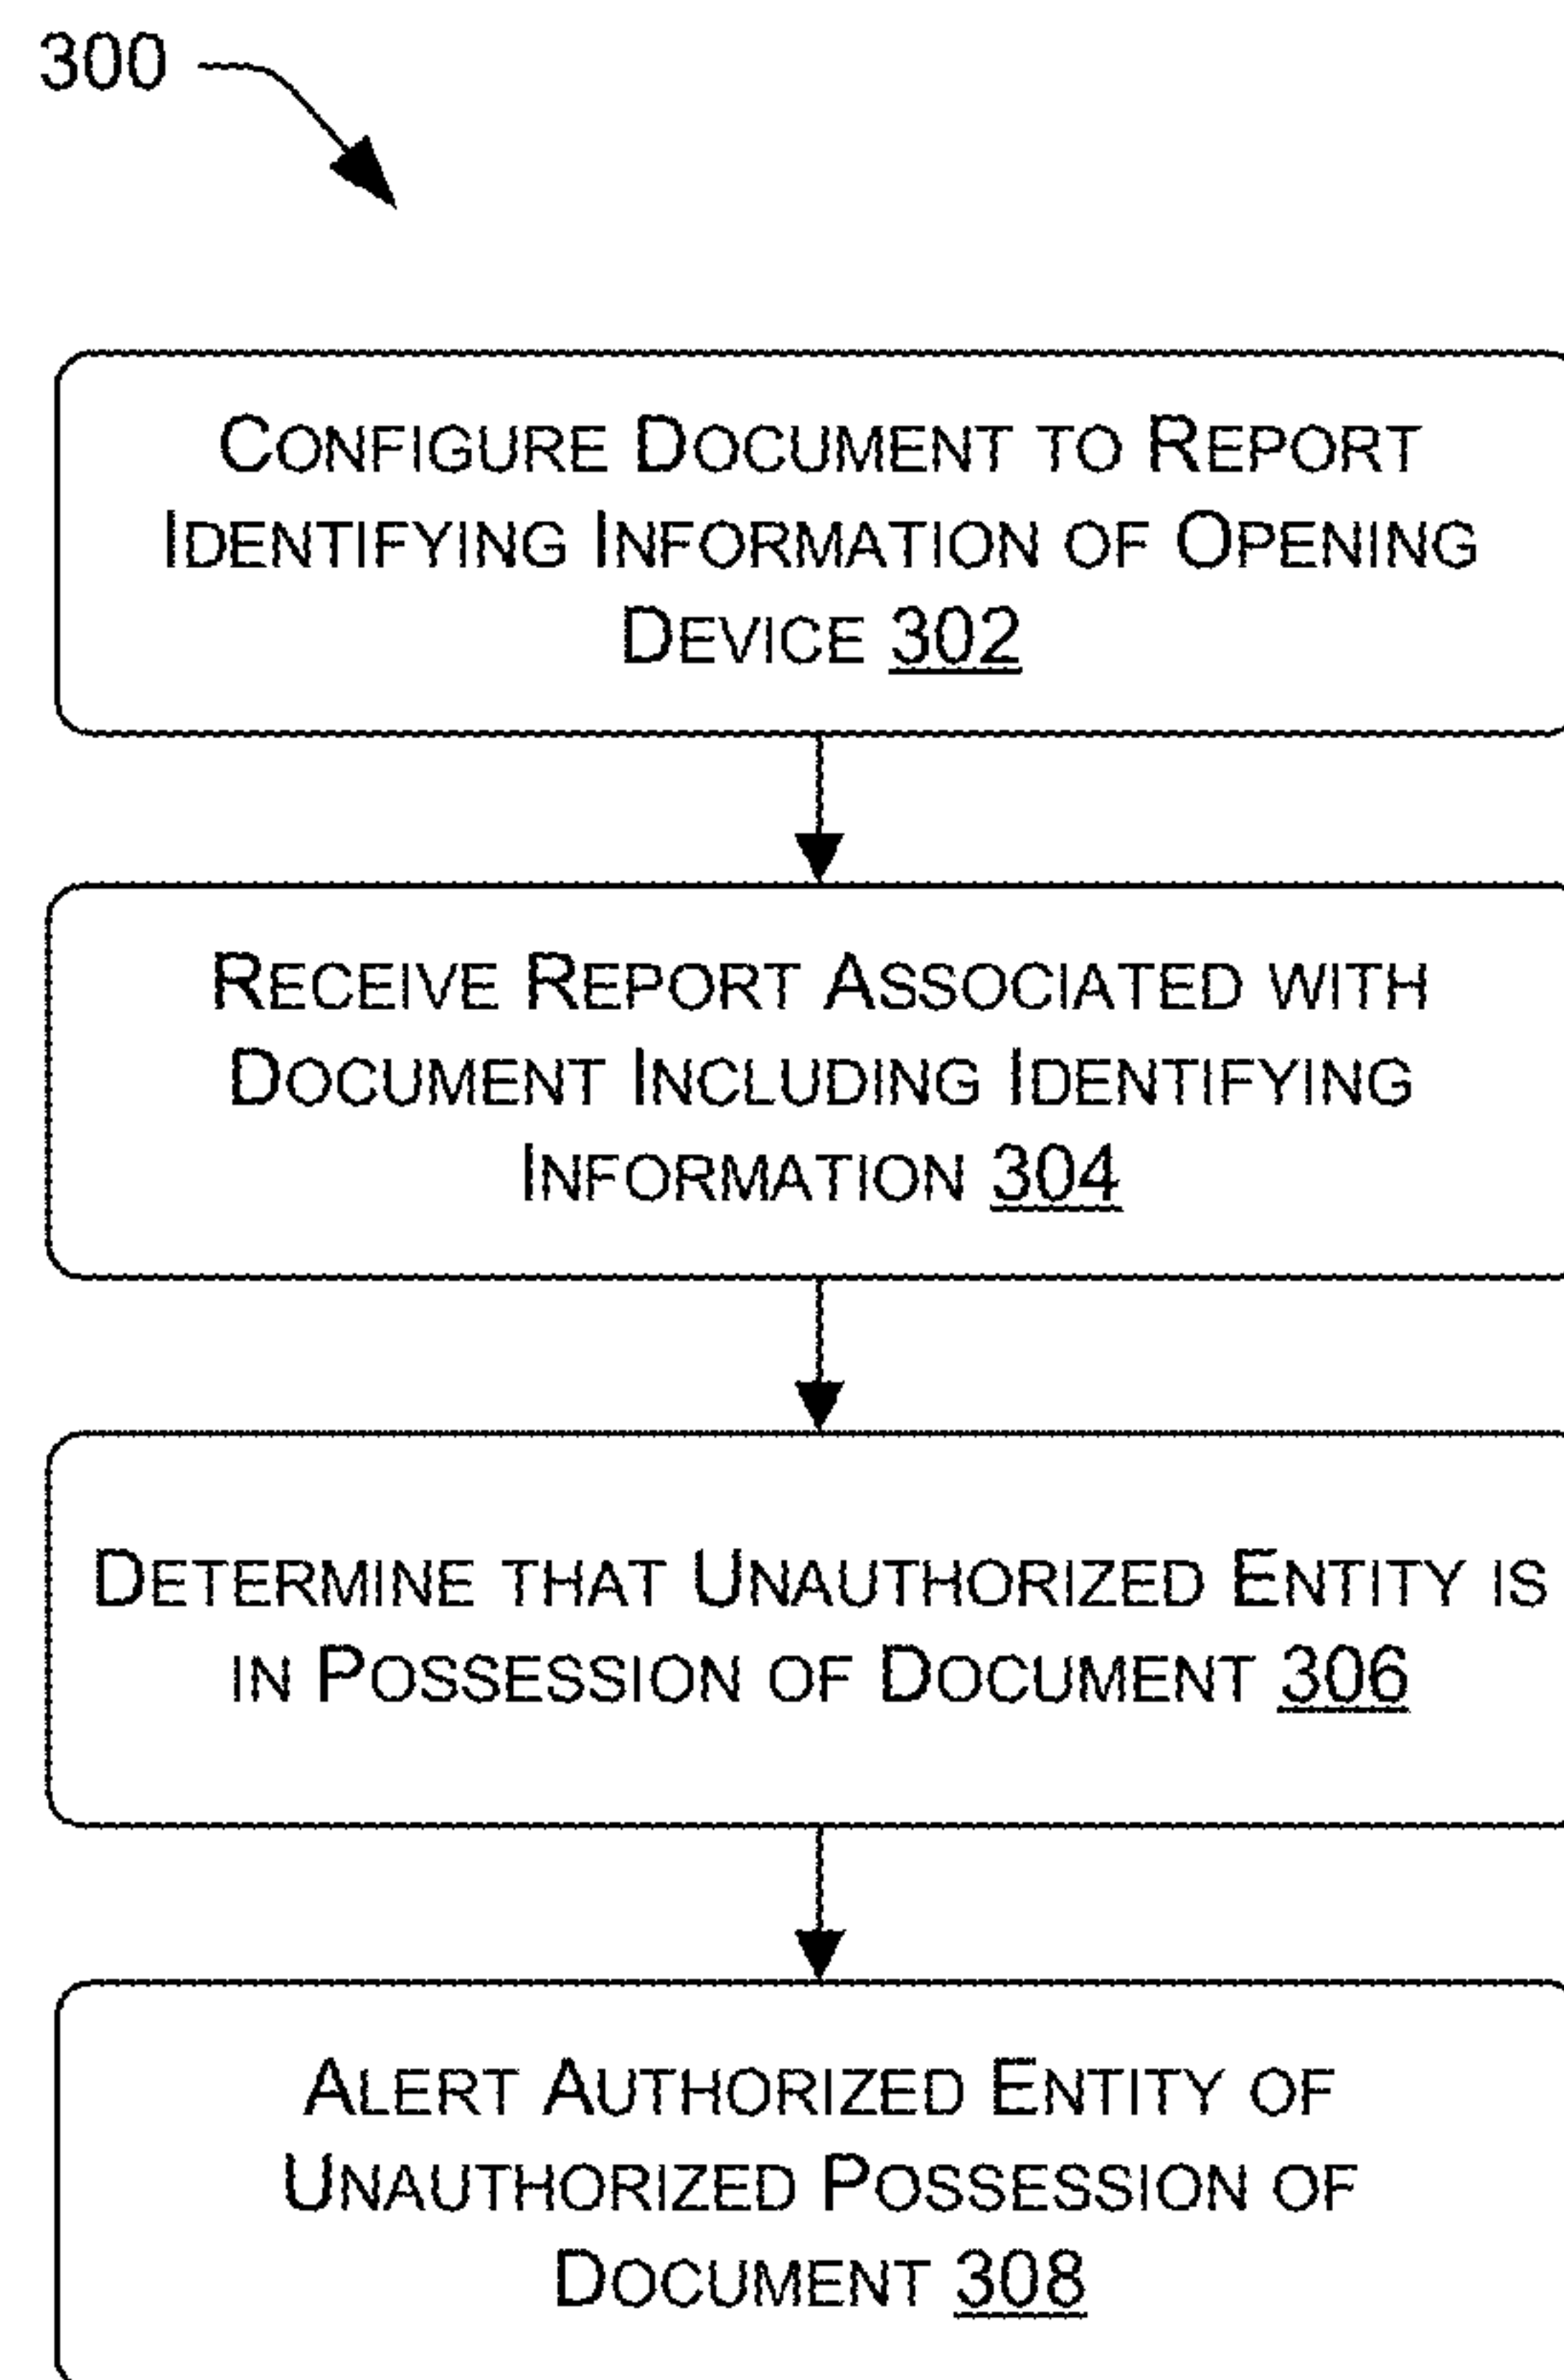 300
CONFIGURE DOCUMENT TO REPORT
IDENTIFYING INFORMATION OF OPENING
DEVICE 302
RECEIVE REPORT ASSOCIATED WITH
DOCUMENT INCLUDING IDENTIFYING
INFORMATION 304
DETERMINE THAT UNAUTHORIZED ENTITY IS
IN POSSESSION OF DOCUMENT 306
ALERT AUTHORIZED ENTITY OF
UNAUTHORIZED POSSESSION OF
DOCUMENT 308